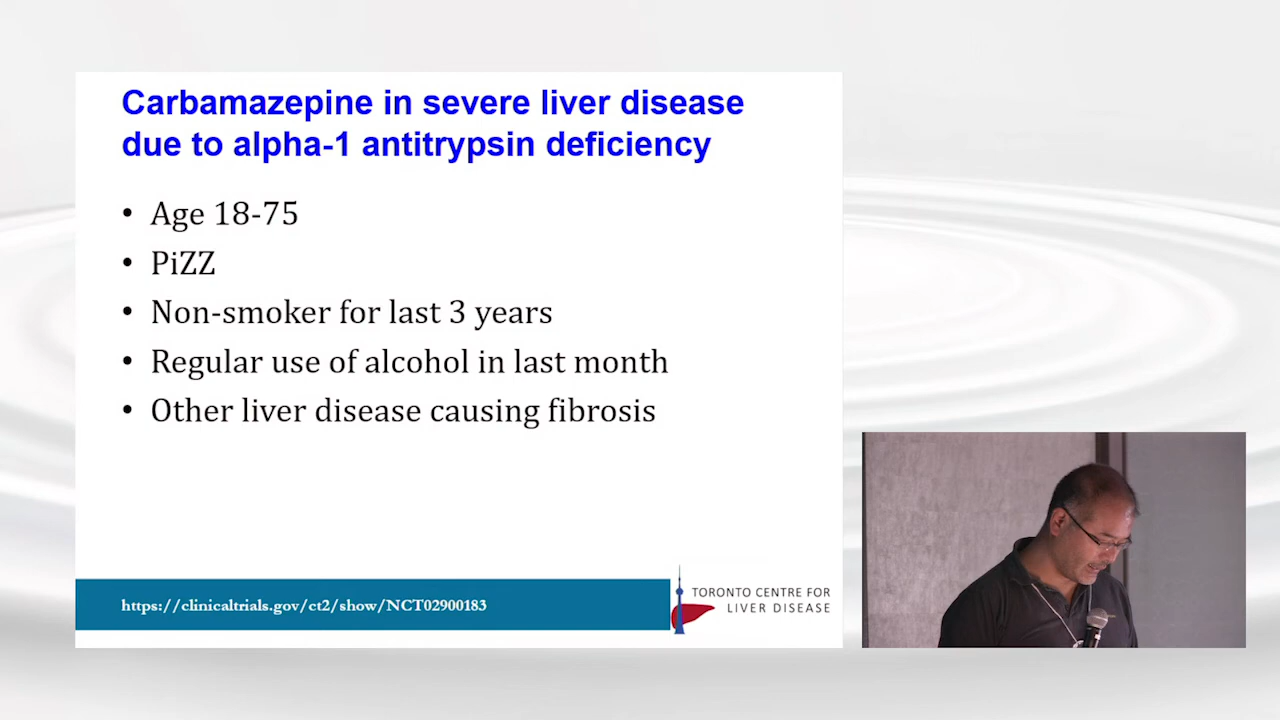 Carbamazepine in severe liver disease
due to alpha-1 antitrypsin deficiency
• Age 18-75
• PiZZ
• Non-smoker for last 3 years
• Regular use of alcohol in last month
• Other liver disease causing fibrosis
https://clinicaltrials.gov/ct2/show/NCT02900183
TORONTO CENTRE FOR
LIVER DISEASE